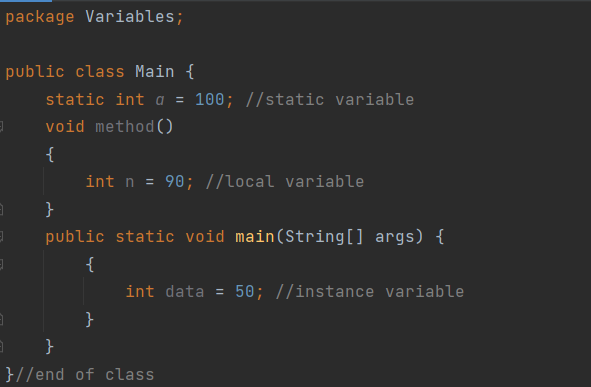 package Variables;
public class Main {
static int a = 100; //static variable
void method()
{
int n = 90; //local variable
}
public static void main(String[] args) {
{
int data = 50; //instance variable
}
}
}//end of class